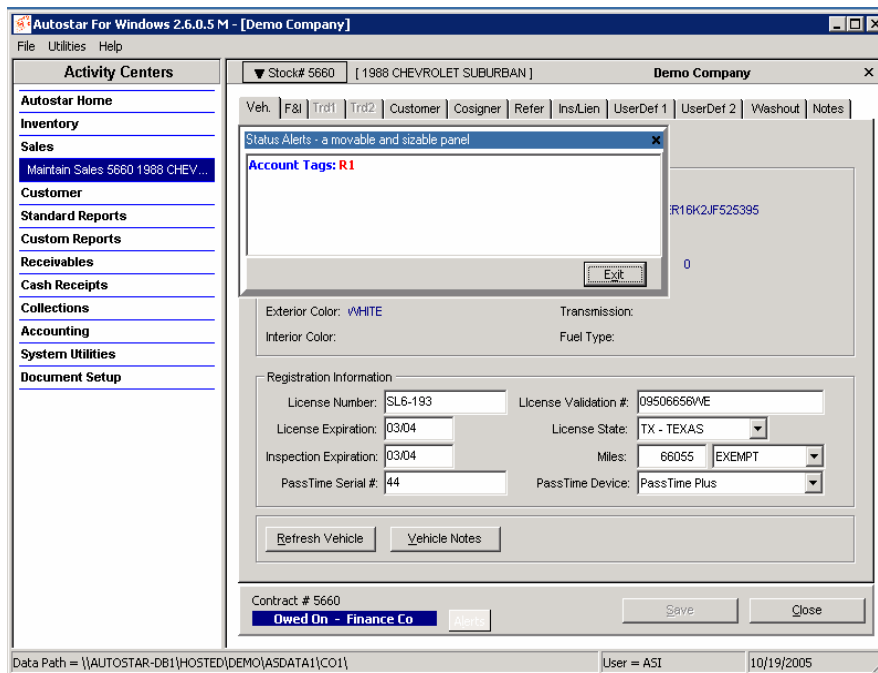 Autostar For Windows 2.6.0.5 M - [Demo Company]
File Utilities Help
Activity Centers
Autostar Home
Inventory
Sales
Maintain Sales 5660 1988 CHEV...
Customer
Standard Reports
Custom Reports
Receivables
Cash Receipts
Collections
Accounting
System Utilities
Document Setup
▼ Stock# 5660 [ 1988 CHEVROLET SUBURBAN ] Demo Company X
Veh. F&I Trd1 Trd2 Customer Cosigner Refer Ins/Lien UserDef 1 UserDef 2 Washout Notes
Status Alerts - a movable and sizable panel x
Account Tags: R1
Exit
R16K2JF525395
0
Exterior Color: WHITE Transmission:
Interior Color: Fuel Type:
Registration Information
License Number: SL6-193 License Validation #: 09506656WE
License Expiration: 03/04 License State: TX - TEXAS
Inspection Expiration: 03/04 Miles: 66055 EXEMPT
PassTime Serial #: 44 PassTime Device: PassTime Plus
Refresh Vehicle Vehicle Notes
Contract # 5660
Owed On - Finance Co Alerts Save Close
Data Path = \\AUTOSTAR-DB1\HOSTED\DEMO\ASDATA1\CO1\ User = ASI 10/19/2005